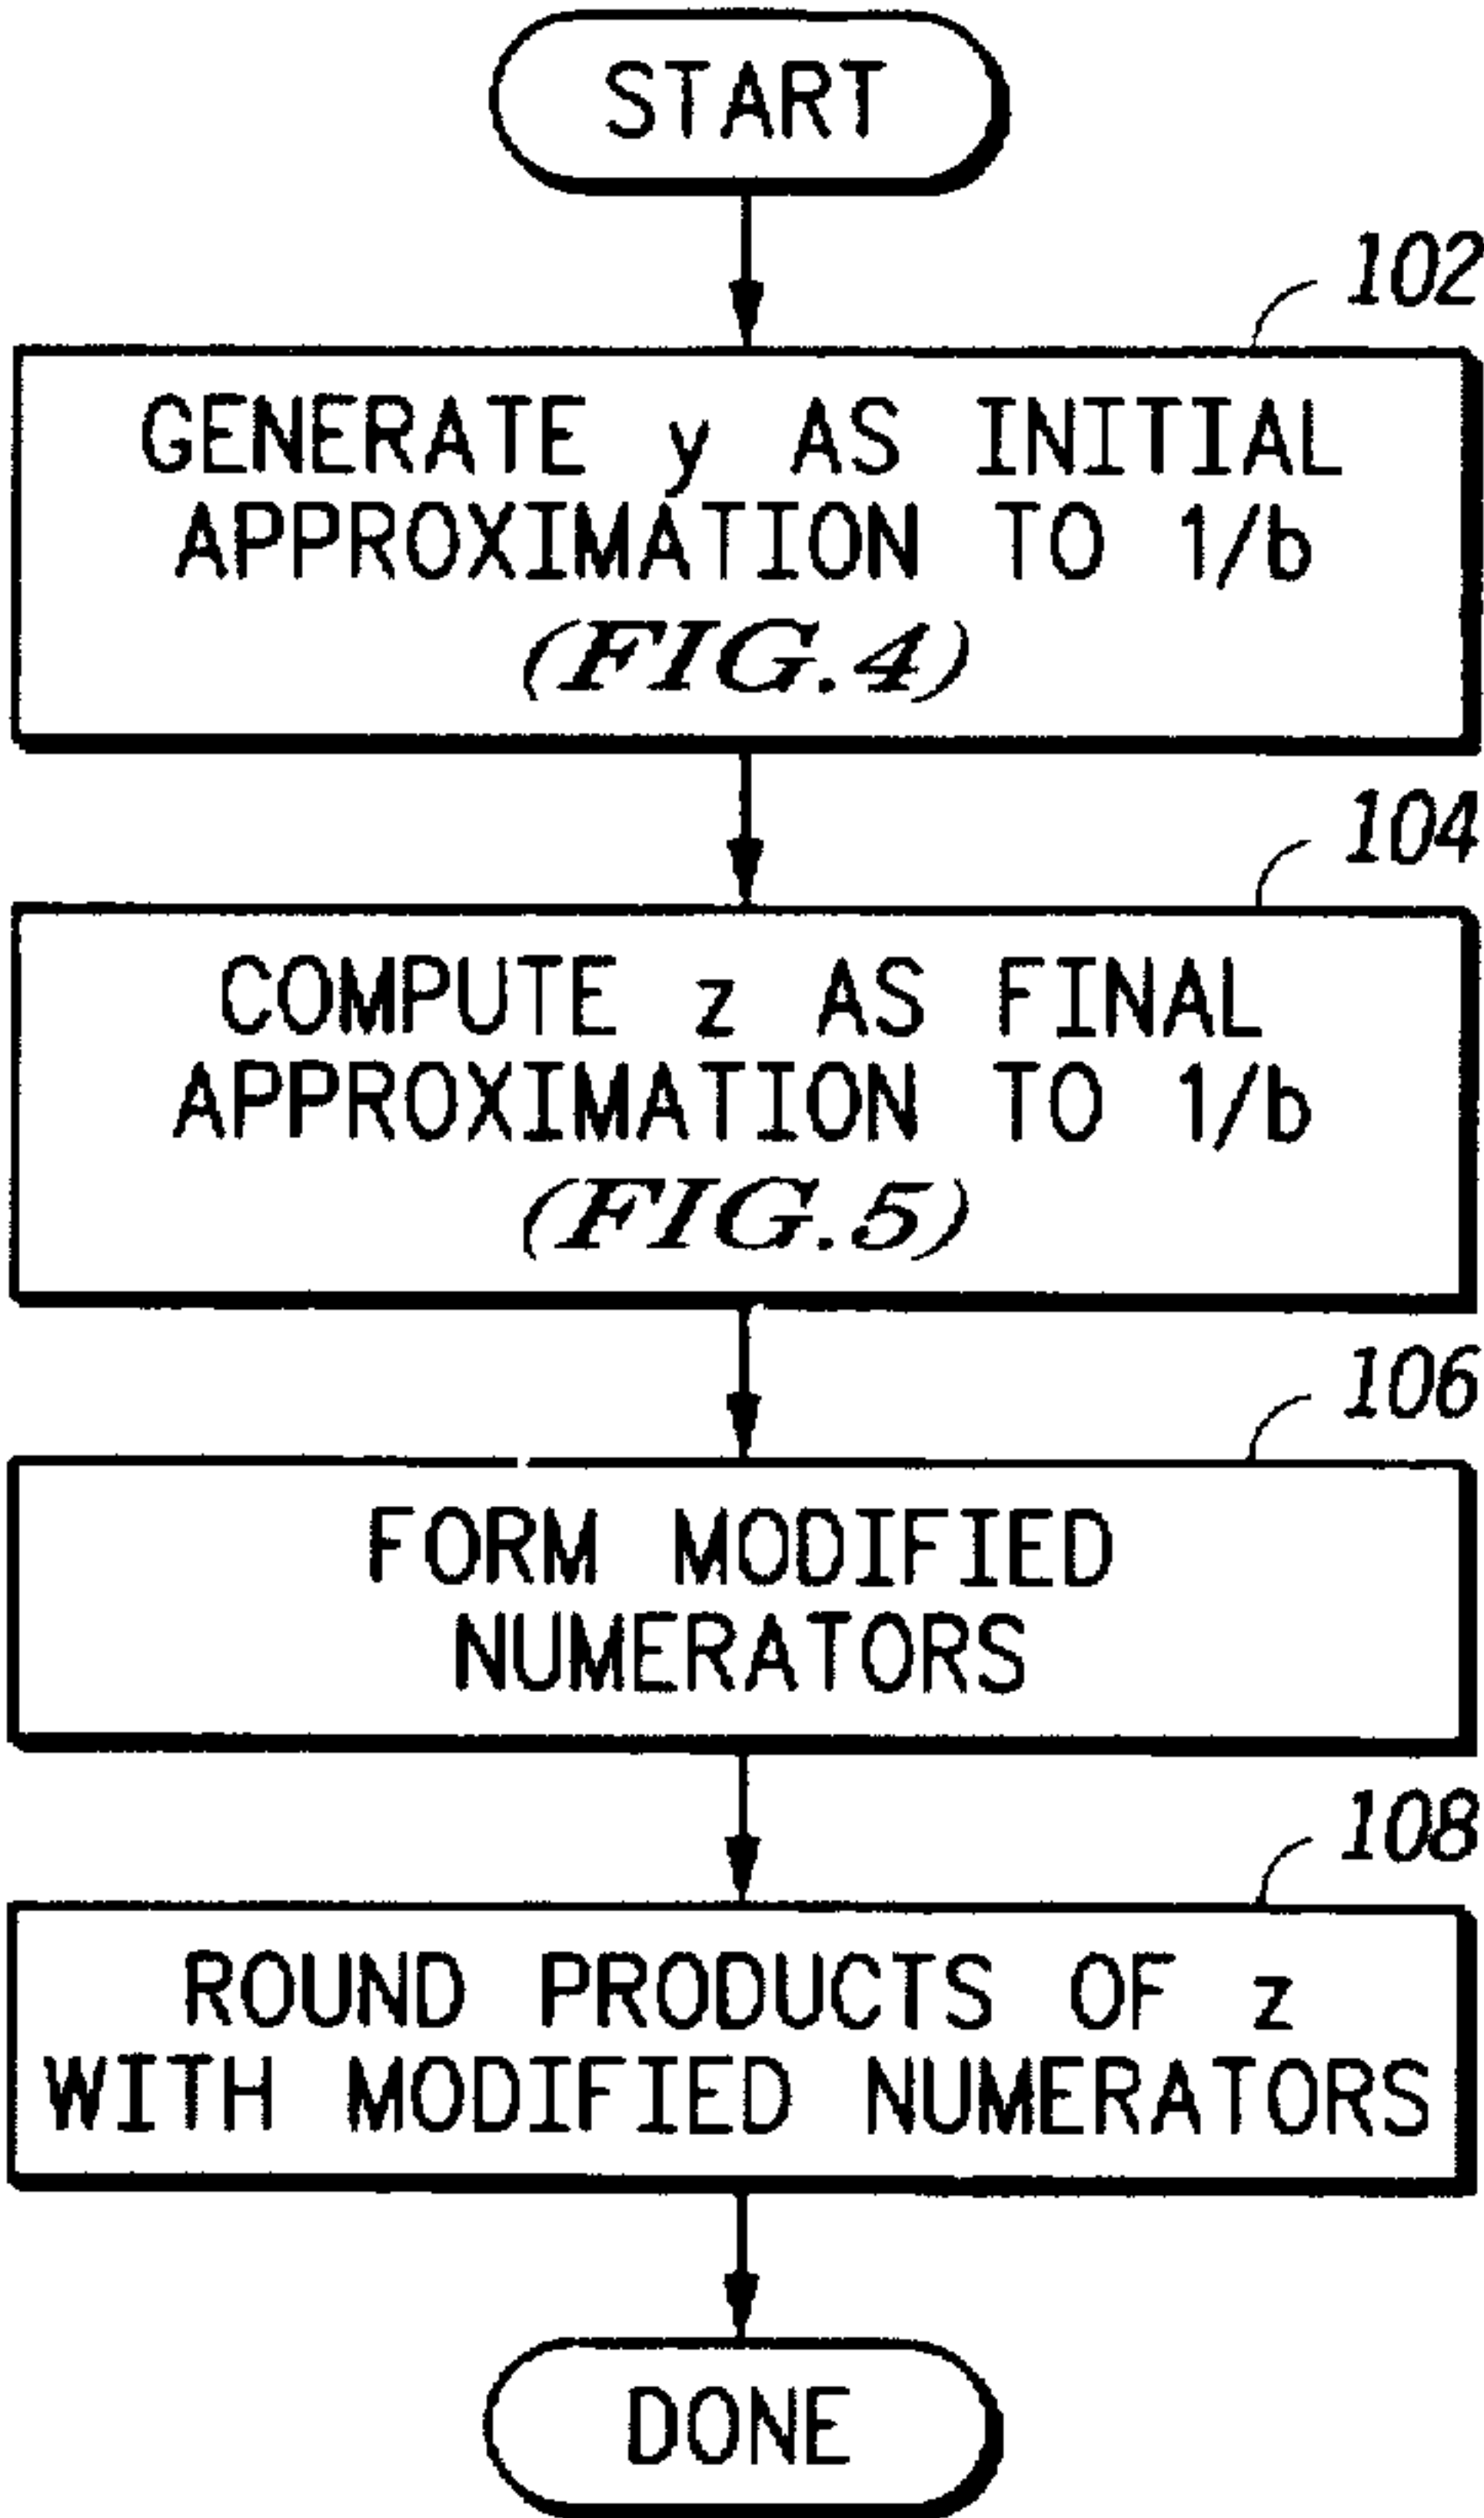 START
102
GENERATE y AS INITIAL
APPROXIMATION TO 1/b
(FIG.4)
104
COMPUTE z AS FINAL
APPROXIMATION TO 1/b
(FIG.5)
106
FORM MODIFIED
NUMERATORS
108
ROUND PRODUCTS OF z
WITH MODIFIED NUMERATORS
DONE